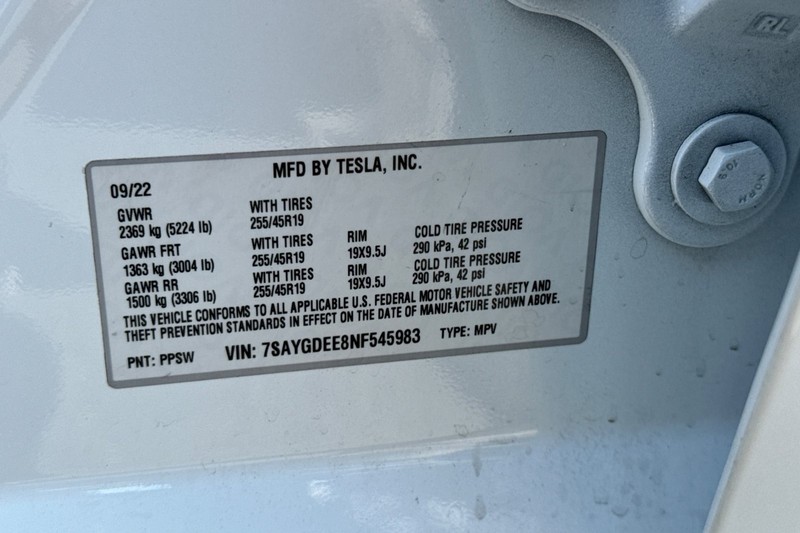 RL
NORM
MFD BY TESLA, INC.
09/22
GVWR
2369 kg (5224 lb)
WITH TIRES
255/45R19
GAWR FRT
1363 kg (3004 lb)
WITH TIRES
255/45R19
RIM
19X9.5J
COLD TIRE PRESSURE
290 kPa, 42 psi
GAWR RR
1500 kg (3306 lb)
WITH TIRES
255/45R19
RIM
19X9.5J
COLD TIRE PRESSURE
290 kPa, 42 psi
THIS VEHICLE CONFORMS TO ALL APPLICABLE U.S. FEDERAL MOTOR VEHICLE SAFETY AND
THEFT PREVENTION STANDARDS IN EFFECT ON THE DATE OF MANUFACTURE SHOWN ABOVE.
PNT: PPSW VIN: 7SAYGDEE8NF545983 TYPE: MPV